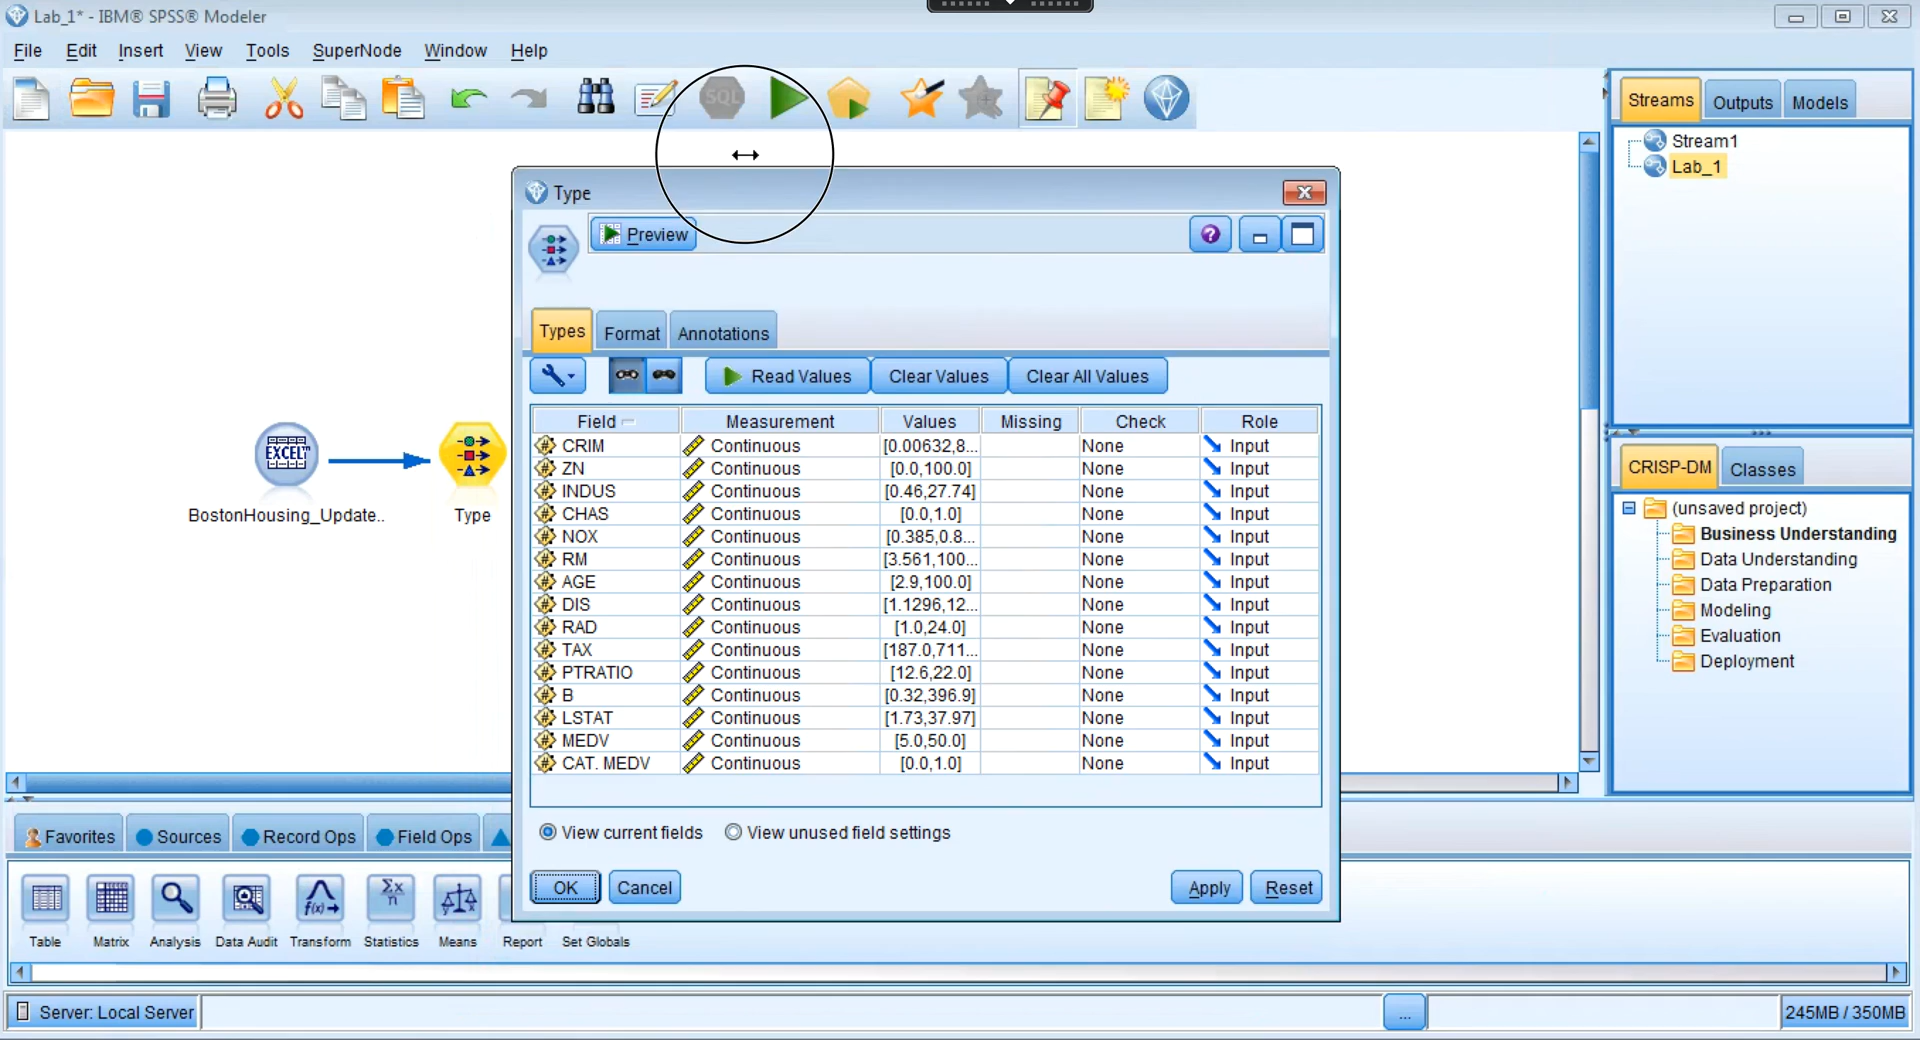 Lab_1* - IBM® SPSS® Modeler
File Edit Insert View Tools SuperNode Window Help
SQL
Streams Outputs Models
Stream1
Lab_1
Type
Preview
?
Types Format Annotations
Read Values Clear Values Clear All Values
Field Measurement Values Missing Check Role
CRIM Continuous [0.00632,8... None Input
ZN Continuous [0.0,100.0] None Input
INDUS Continuous [0.46,27.74] None Input
CHAS Continuous [0.0,1.0] None Input
NOX Continuous [0.385,0.8... None Input
RM Continuous [3.561,100... None Input
AGE Continuous [2.9,100.0] None Input
DIS Continuous [1.1296,12... None Input
RAD Continuous [1.0,24.0] None Input
TAX Continuous [187.0,711... None Input
PTRATIO Continuous [12.6,22.0] None Input
B Continuous [0.32,396.9] None Input
LSTAT Continuous [1.73,37.97] None Input
MEDV Continuous [5.0,50.0] None Input
CAT. MEDV Continuous [0.0,1.0] None Input
View current fields View unused field settings
OK Cancel Apply Reset
EXCEL™
BostonHousing_Update.. Type
CRISP-DM Classes
(unsaved project)
Business Understanding
Data Understanding
Data Preparation
Modeling
Evaluation
Deployment
Favorites Sources Record Ops Field Ops
f(x) Σx n
Table Matrix Analysis Data Audit Transform Statistics Means Report Set Globals
Server: Local Server ... 245MB / 350MB